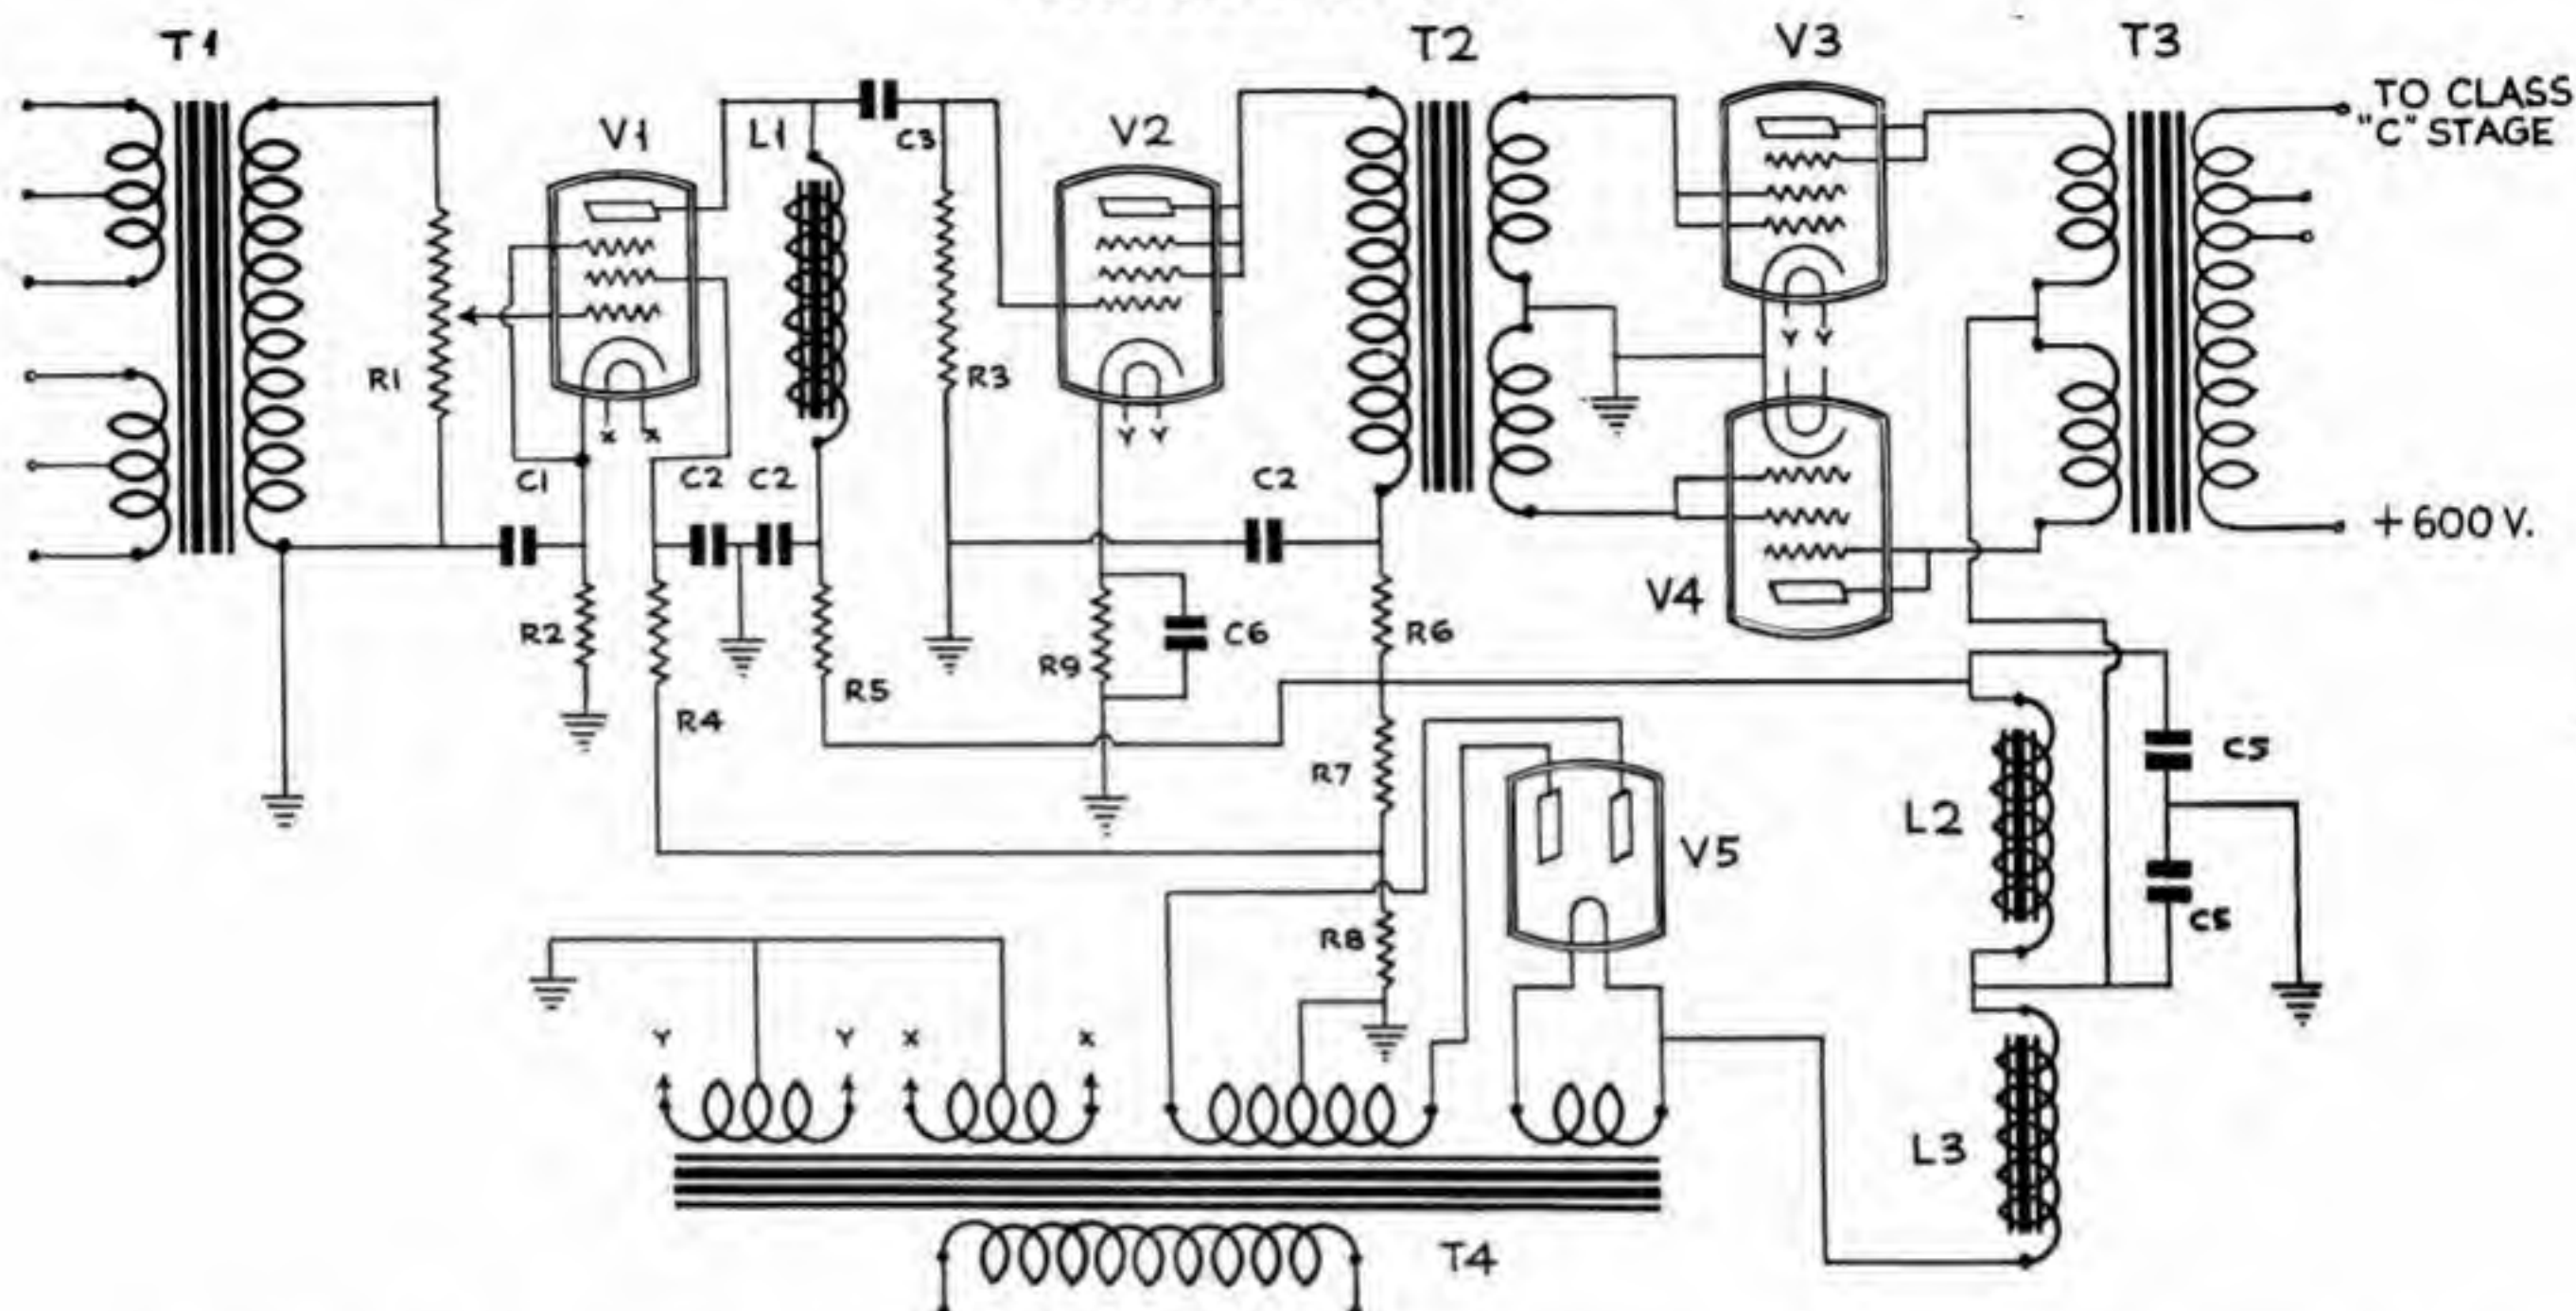 T1
T2
V3
T3
TO CLASS
"C" STAGE
V1
L1
C3
V2
R1
R3
Y Y
X X
Y Y
C1
C2
C2
C2
+600 V.
R2
R4
R5
R9
C6
R6
V4
R7
V5
L2
C5
C5
R8
Y
Y
X
X
L3
T4